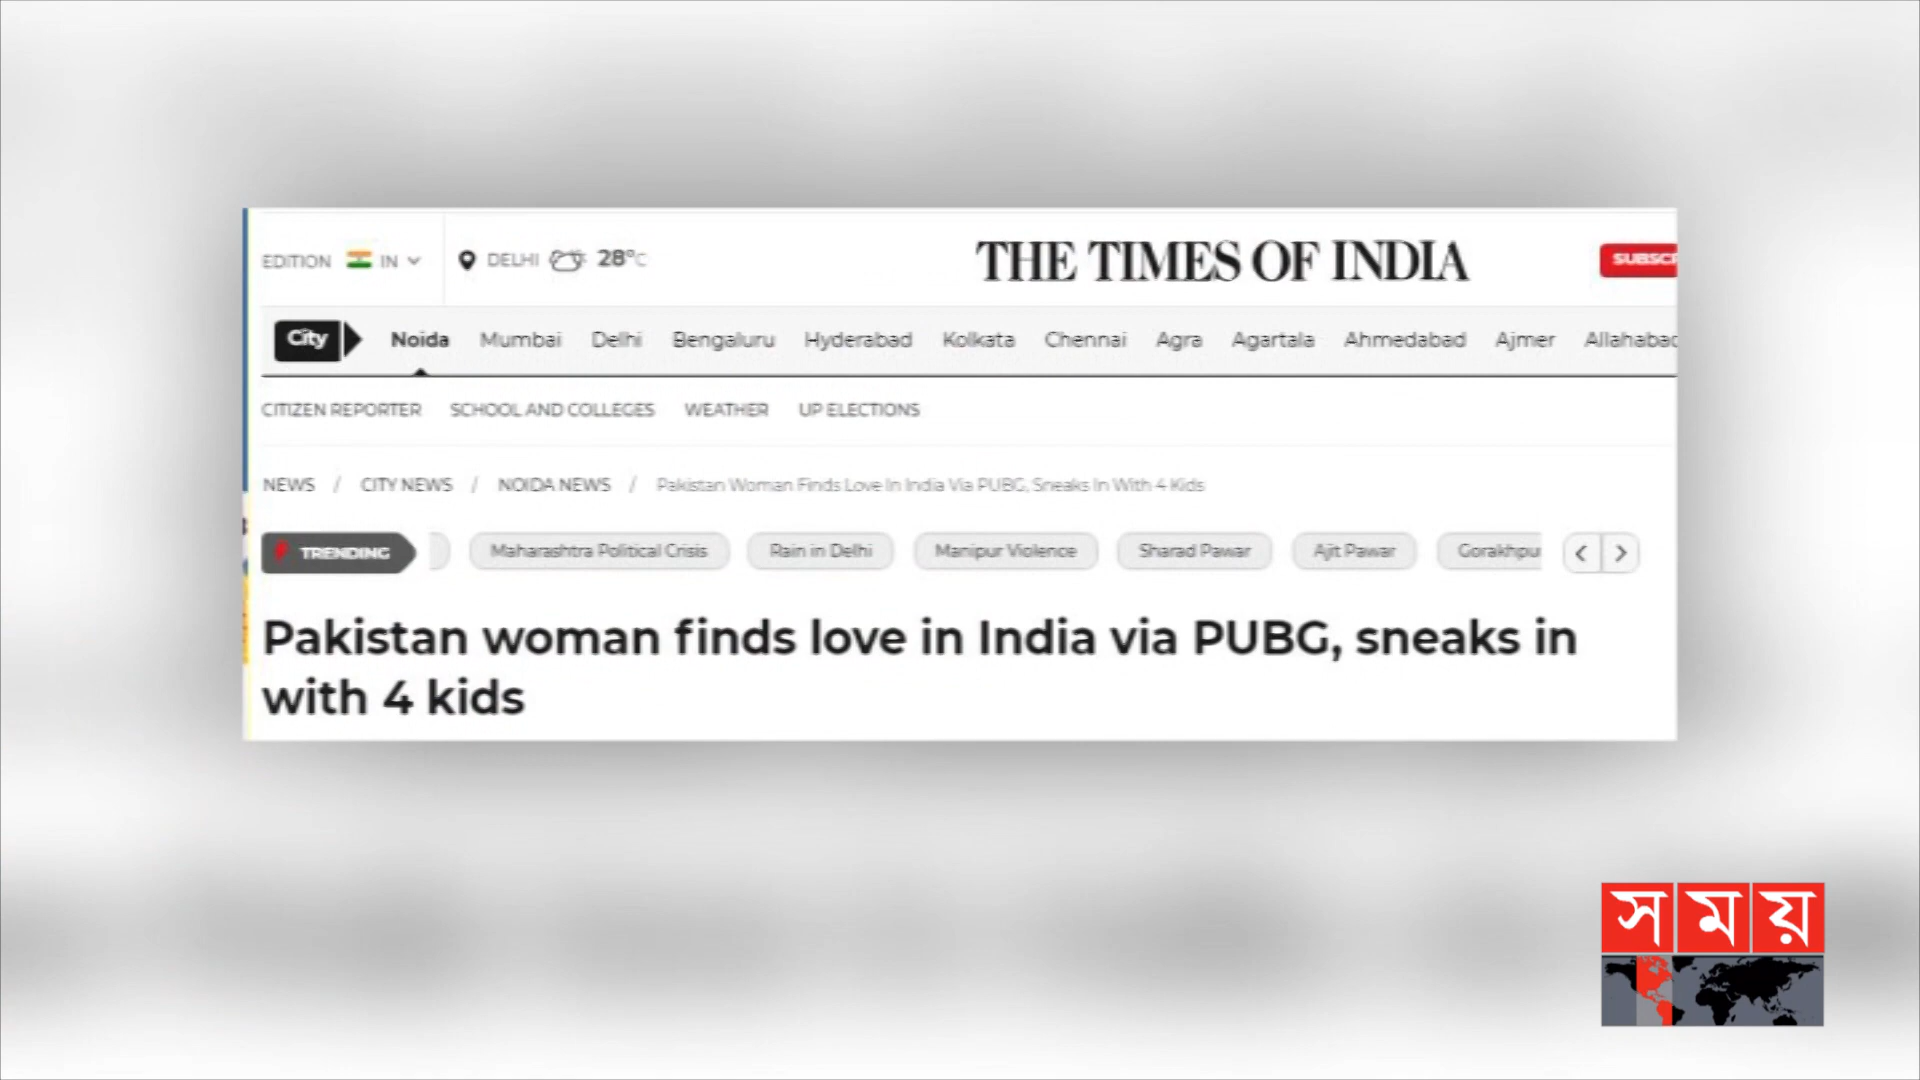 EDITION IN DELHI 28°C THE TIMES OF INDIA
City Noida Mumbai Delhi Bengaluru Hyderabad Kolkata Chennai Agra Agartala Ahmedabad Ajmer
CITIZEN REPORTER SCHOOL AND COLLEGES WEATHER UP ELECTIONS
NEWS / CITY NEWS / NOIDA NEWS / Pakistan Woman Finds Love In India Via PUBG, Sneaks In With 4 Kids
TRENDING Maharashtra Political Crisis Rain in Delhi Manipur Violence Sharad Pawar Ajit Pawar
Pakistan woman finds love in India via PUBG, sneaks in
with 4 kids
সময়